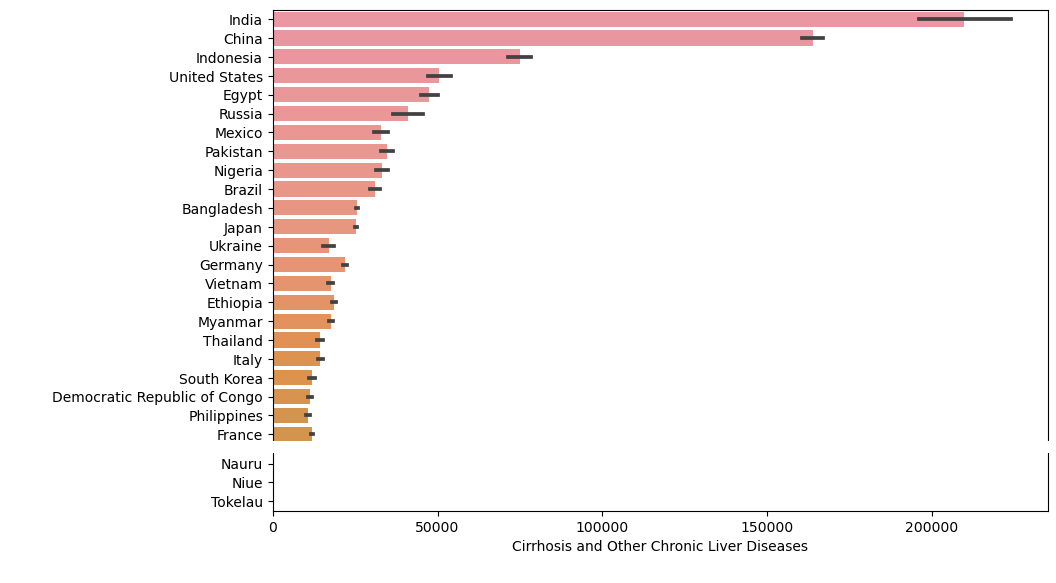 India
China
Indonesia
United States
Egypt
Russia
Mexico
Pakistan
Nigeria
Brazil
Bangladesh
Japan
Ukraine
Germany
Vietnam
Ethiopia
Myanmar
Thailand
Italy
South Korea
Democratic Republic of Congo
Philippines
France
Nauru
Niue
Tokelau
0 50000 100000 150000 200000
Cirrhosis and Other Chronic Liver Diseases